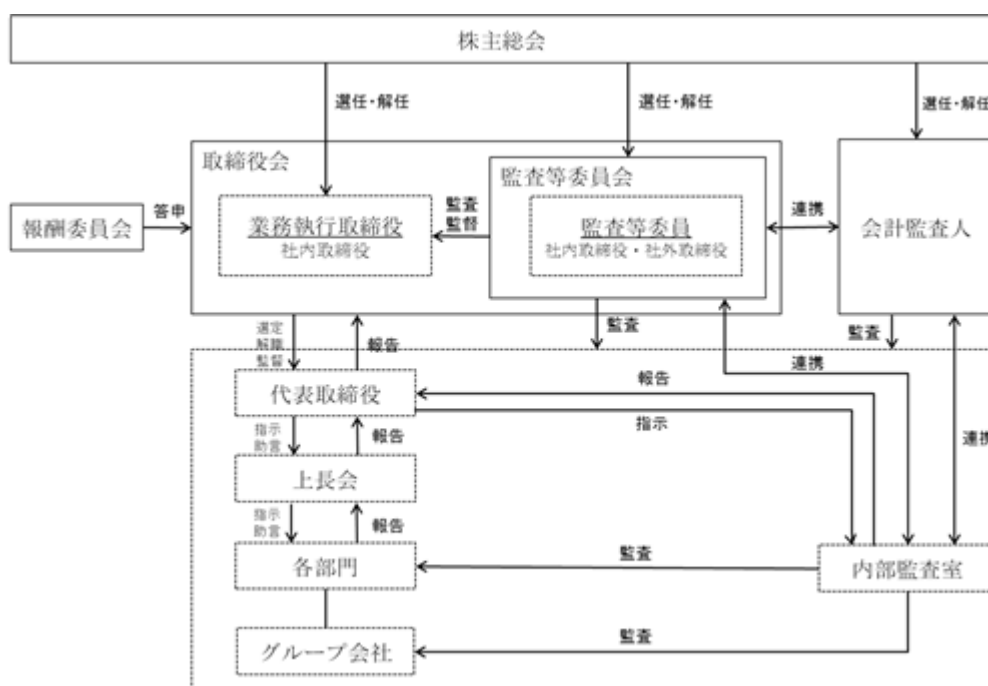 株主総会
選任・解任
選任・解任
選任・解任
取締役会
監査等委員会
報酬委員会
答申
業務執行取締役
社内取締役
監査
監督
監査等委員
社内取締役・社外取締役
連携
会計監査人
選定
解職
監督
報告
監査
監査
連携
代表取締役
報告
指示
指示
助言
報告
連携
上長会
指示
助言
報告
各部門
監査
内部監査室
グループ会社
監査